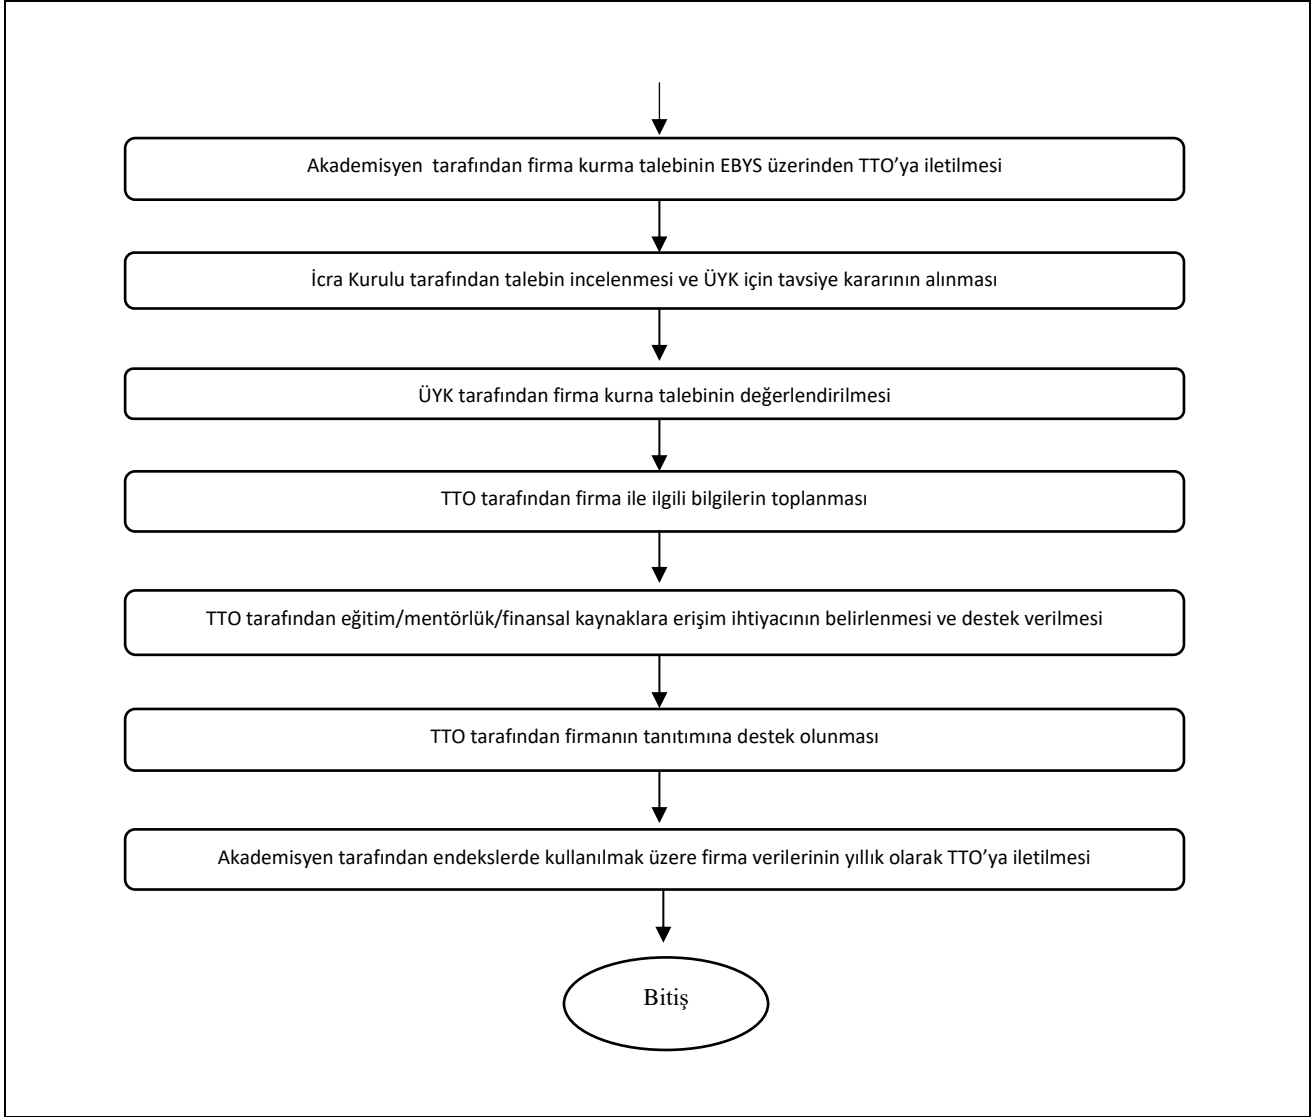 Akademisyen tarafından firma kurma talebinin EBYS üzerinden TTO’ya iletilmesi
İcra Kurulu tarafından talebin incelenmesi ve ÜYK için tavsiye kararının alınması
ÜYK tarafından firma kurna talebinin değerlendirilmesi
TTO tarafından firma ile ilgili bilgilerin toplanması
TTO tarafından eğitim/mentörlük/finansal kaynaklara erişim ihtiyacının belirlenmesi ve destek verilmesi
TTO tarafından firmanın tanıtımına destek olunması
Akademisyen tarafından endekslerde kullanılmak üzere firma verilerinin yıllık olarak TTO’ya iletilmesi
Bitiş